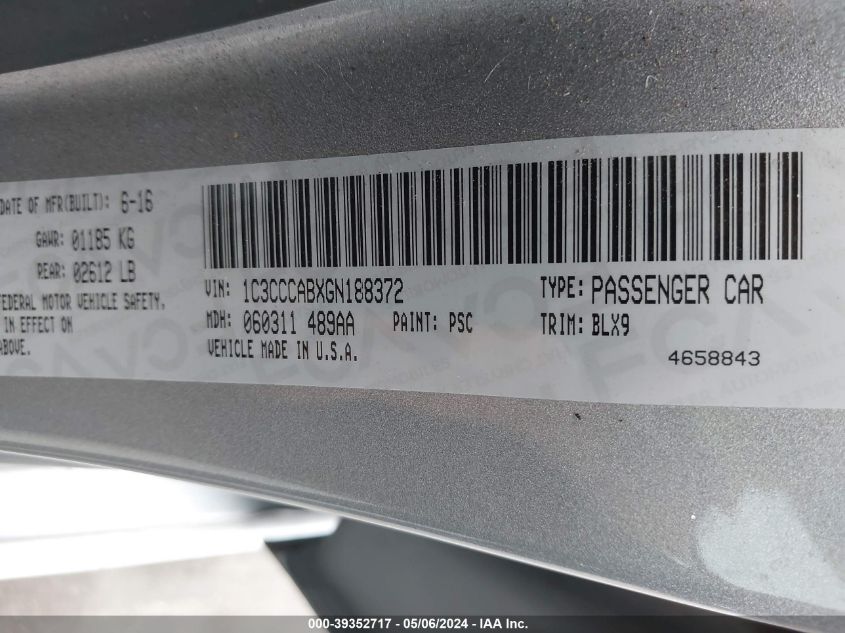 DATE OF MFR(BUILT): 6-16
GAWR: 01185 KG
REAR: 02612 LB
FEDERAL MOTOR VEHICLE SAFETY.
IN EFFECT ON
ABOVE.
VIN: 1C3CCCABXGN188372 TYPE: PASSENGER CAR
MDH: 060311 489AA PAINT: PSC TRIM: BLX9
VEHICLE MADE IN U.S.A.
4658843
000-39352717 - 05/06/2024 - IAA Inc.